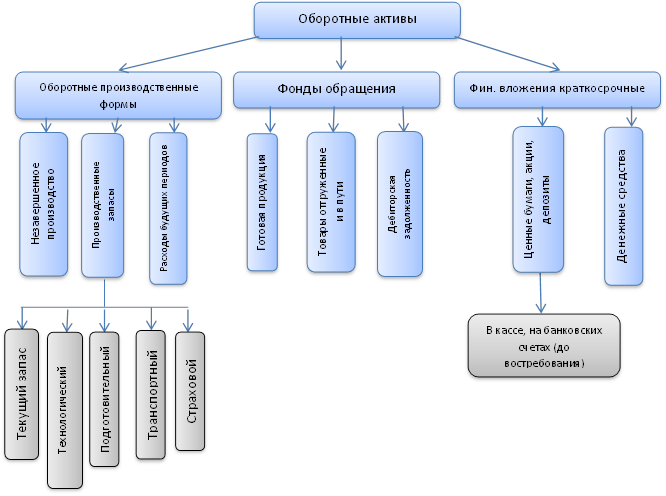 Оборотные активы
Оборотные производственные
формы
Фонды обращения
Фин. вложения краткосрочные
Незавершенное
производство
Производственные
запасы
Расходы будущих периодов
Готовая продукция
Товары отгруженные
и в пути
Дебиторская
задолженность
Ценные бумаги, акции,
депозиты
Денежные средства
Текущий запас
Технологический
Подготовительный
Транспортный
Страховой
В кассе, на банковских
счетах (до
востребования)